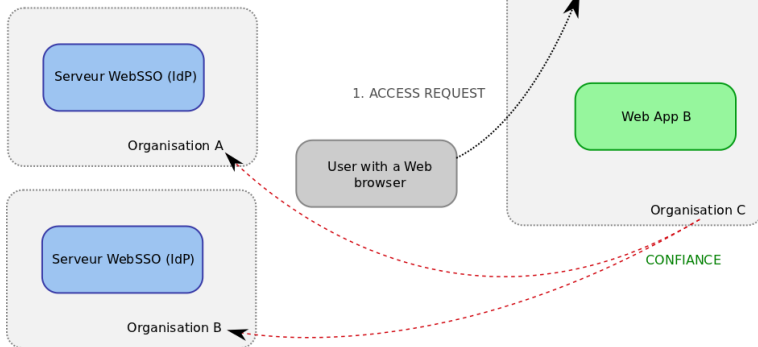 Serveur WebSSO (IdP)
Organisation A
1. ACCESS REQUEST
User with a Web
browser
Web App B
Organisation C
CONFIANCE
Serveur WebSSO (IdP)
Organisation B